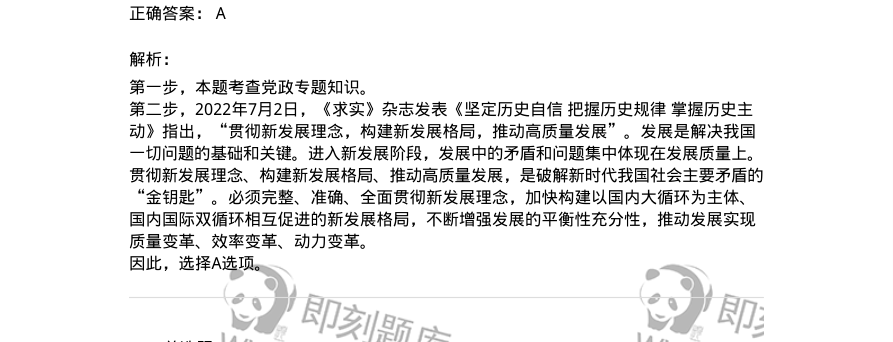 正确答案： A
解析：
第一步，本题考查党政专题知识。
第二步，2022年7月2日，《求实》杂志发表《坚定历史自信 把握历史规律 掌握历史主
动》指出，“贯彻新发展理念，构建新发展格局，推动高质量发展”。发展是解决我国
一切问题的基础和关键。进入新发展阶段，发展中的矛盾和问题集中体现在发展质量上。
贯彻新发展理念、构建新发展格局、推动高质量发展，是破解新时代我国社会主要矛盾的
“金钥匙”。必须完整、准确、全面贯彻新发展理念，加快构建以国内大循环为主体、
国内国际双循环相互促进的新发展格局，不断增强发展的平衡性充分性，推动发展实现
质量变革、效率变革、动力变革。
因此，选择A选项。
即刻题库
即刻